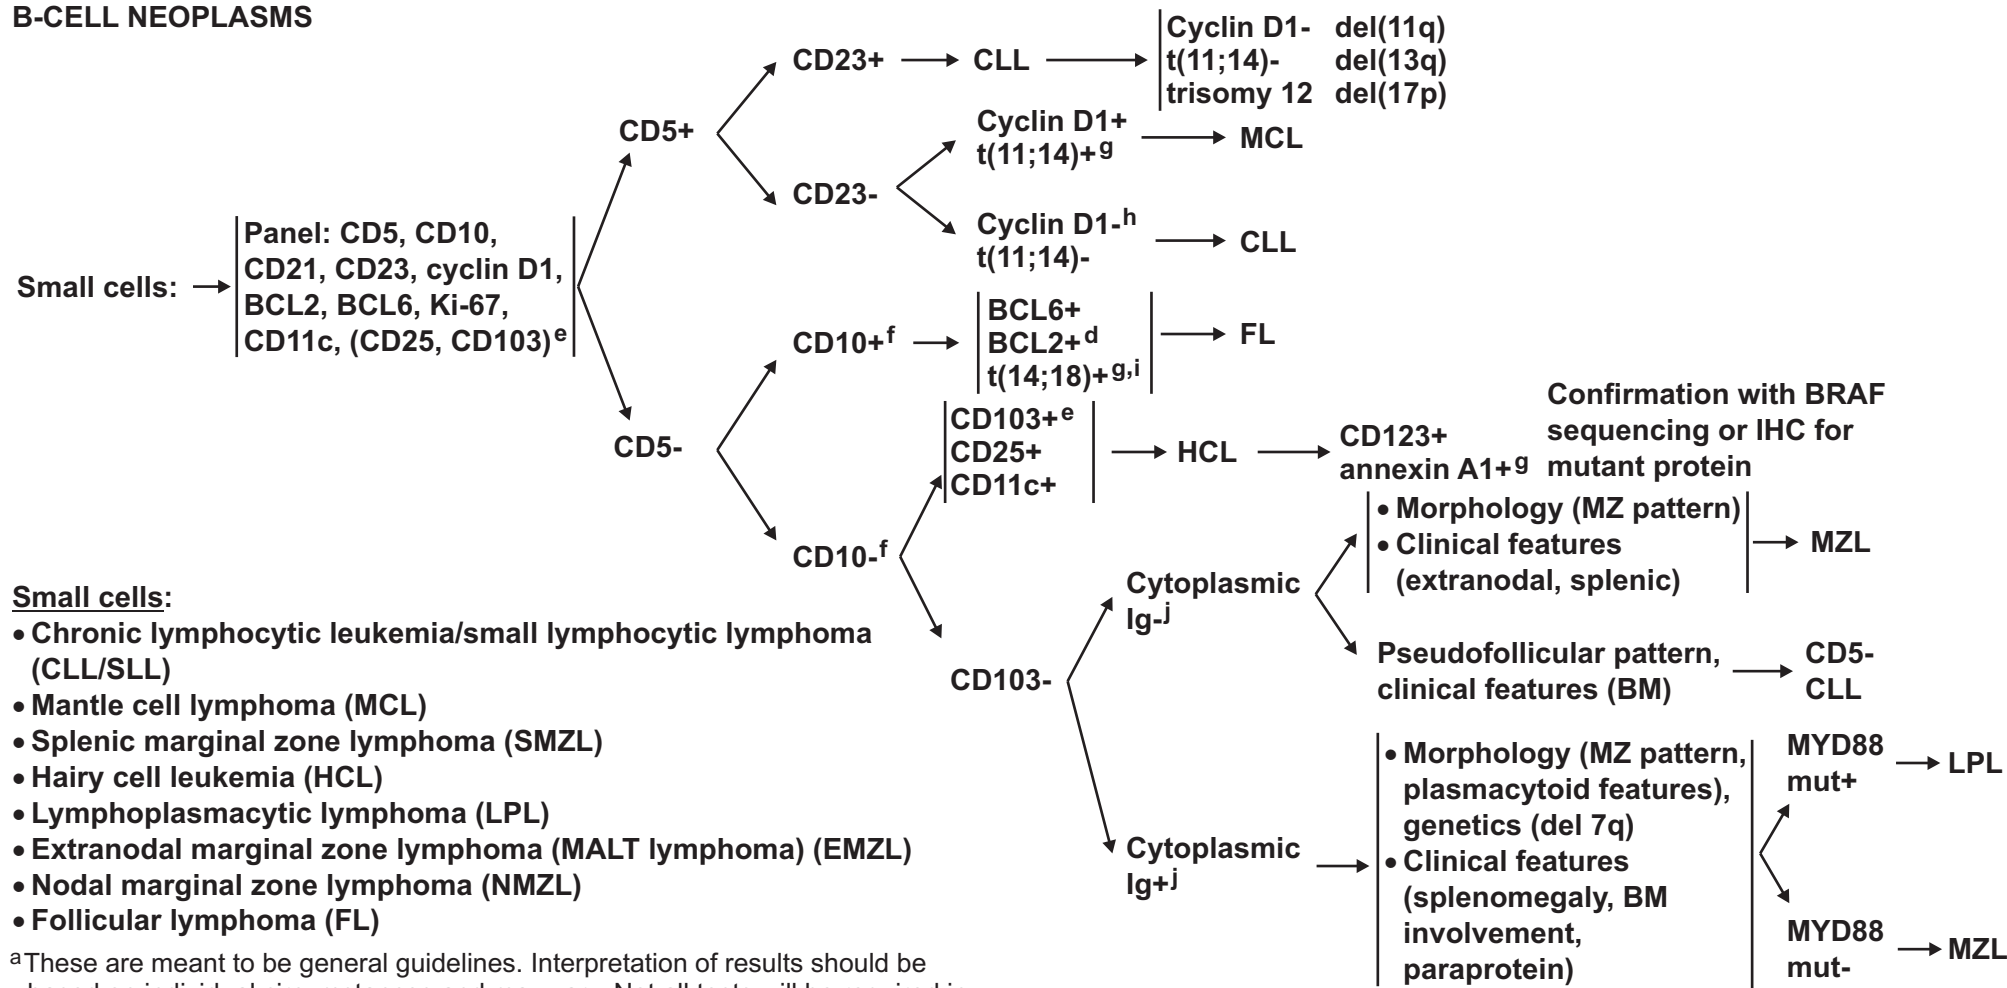 B-CELL NEOPLASMS
Small cells:
Panel: CD5, CD10,
CD21, CD23, cyclin D1,
BCL2, BCL6, Ki-67,
CD11c, (CD25, CD103)e
CD5+
CD23+
CLL
Cyclin D1- del(11q)
t(11;14)- del(13q)
trisomy 12 del(17p)
CD23-
Cyclin D1+
t(11;14)+g
MCL
Cyclin D1-h
t(11;14)-
CLL
CD5-
CD10+f
BCL6+
BCL2+d
t(14;18)+g,i
FL
CD10-f
CD103+e
CD25+
CD11c+
HCL
CD123+
annexin A1+g
Confirmation with BRAF
sequencing or IHC for
mutant protein
CD103-
Cytoplasmic
Ig-j
• Morphology (MZ pattern)
• Clinical features
(extranodal, splenic)
MZL
Pseudofollicular pattern,
clinical features (BM)
CD5-
CLL
Cytoplasmic
Ig+j
• Morphology (MZ pattern,
plasmacytoid features),
genetics (del 7q)
• Clinical features
(splenomegaly, BM
involvement,
paraprotein)
MYD88
mut+
LPL
MYD88
mut-
MZL
Small cells:
• Chronic lymphocytic leukemia/small lymphocytic lymphoma
(CLL/SLL)
• Mantle cell lymphoma (MCL)
• Splenic marginal zone lymphoma (SMZL)
• Hairy cell leukemia (HCL)
• Lymphoplasmacytic lymphoma (LPL)
• Extranodal marginal zone lymphoma (MALT lymphoma) (EMZL)
• Nodal marginal zone lymphoma (NMZL)
• Follicular lymphoma (FL)
a These are meant to be general guidelines. Interpretation of results should be